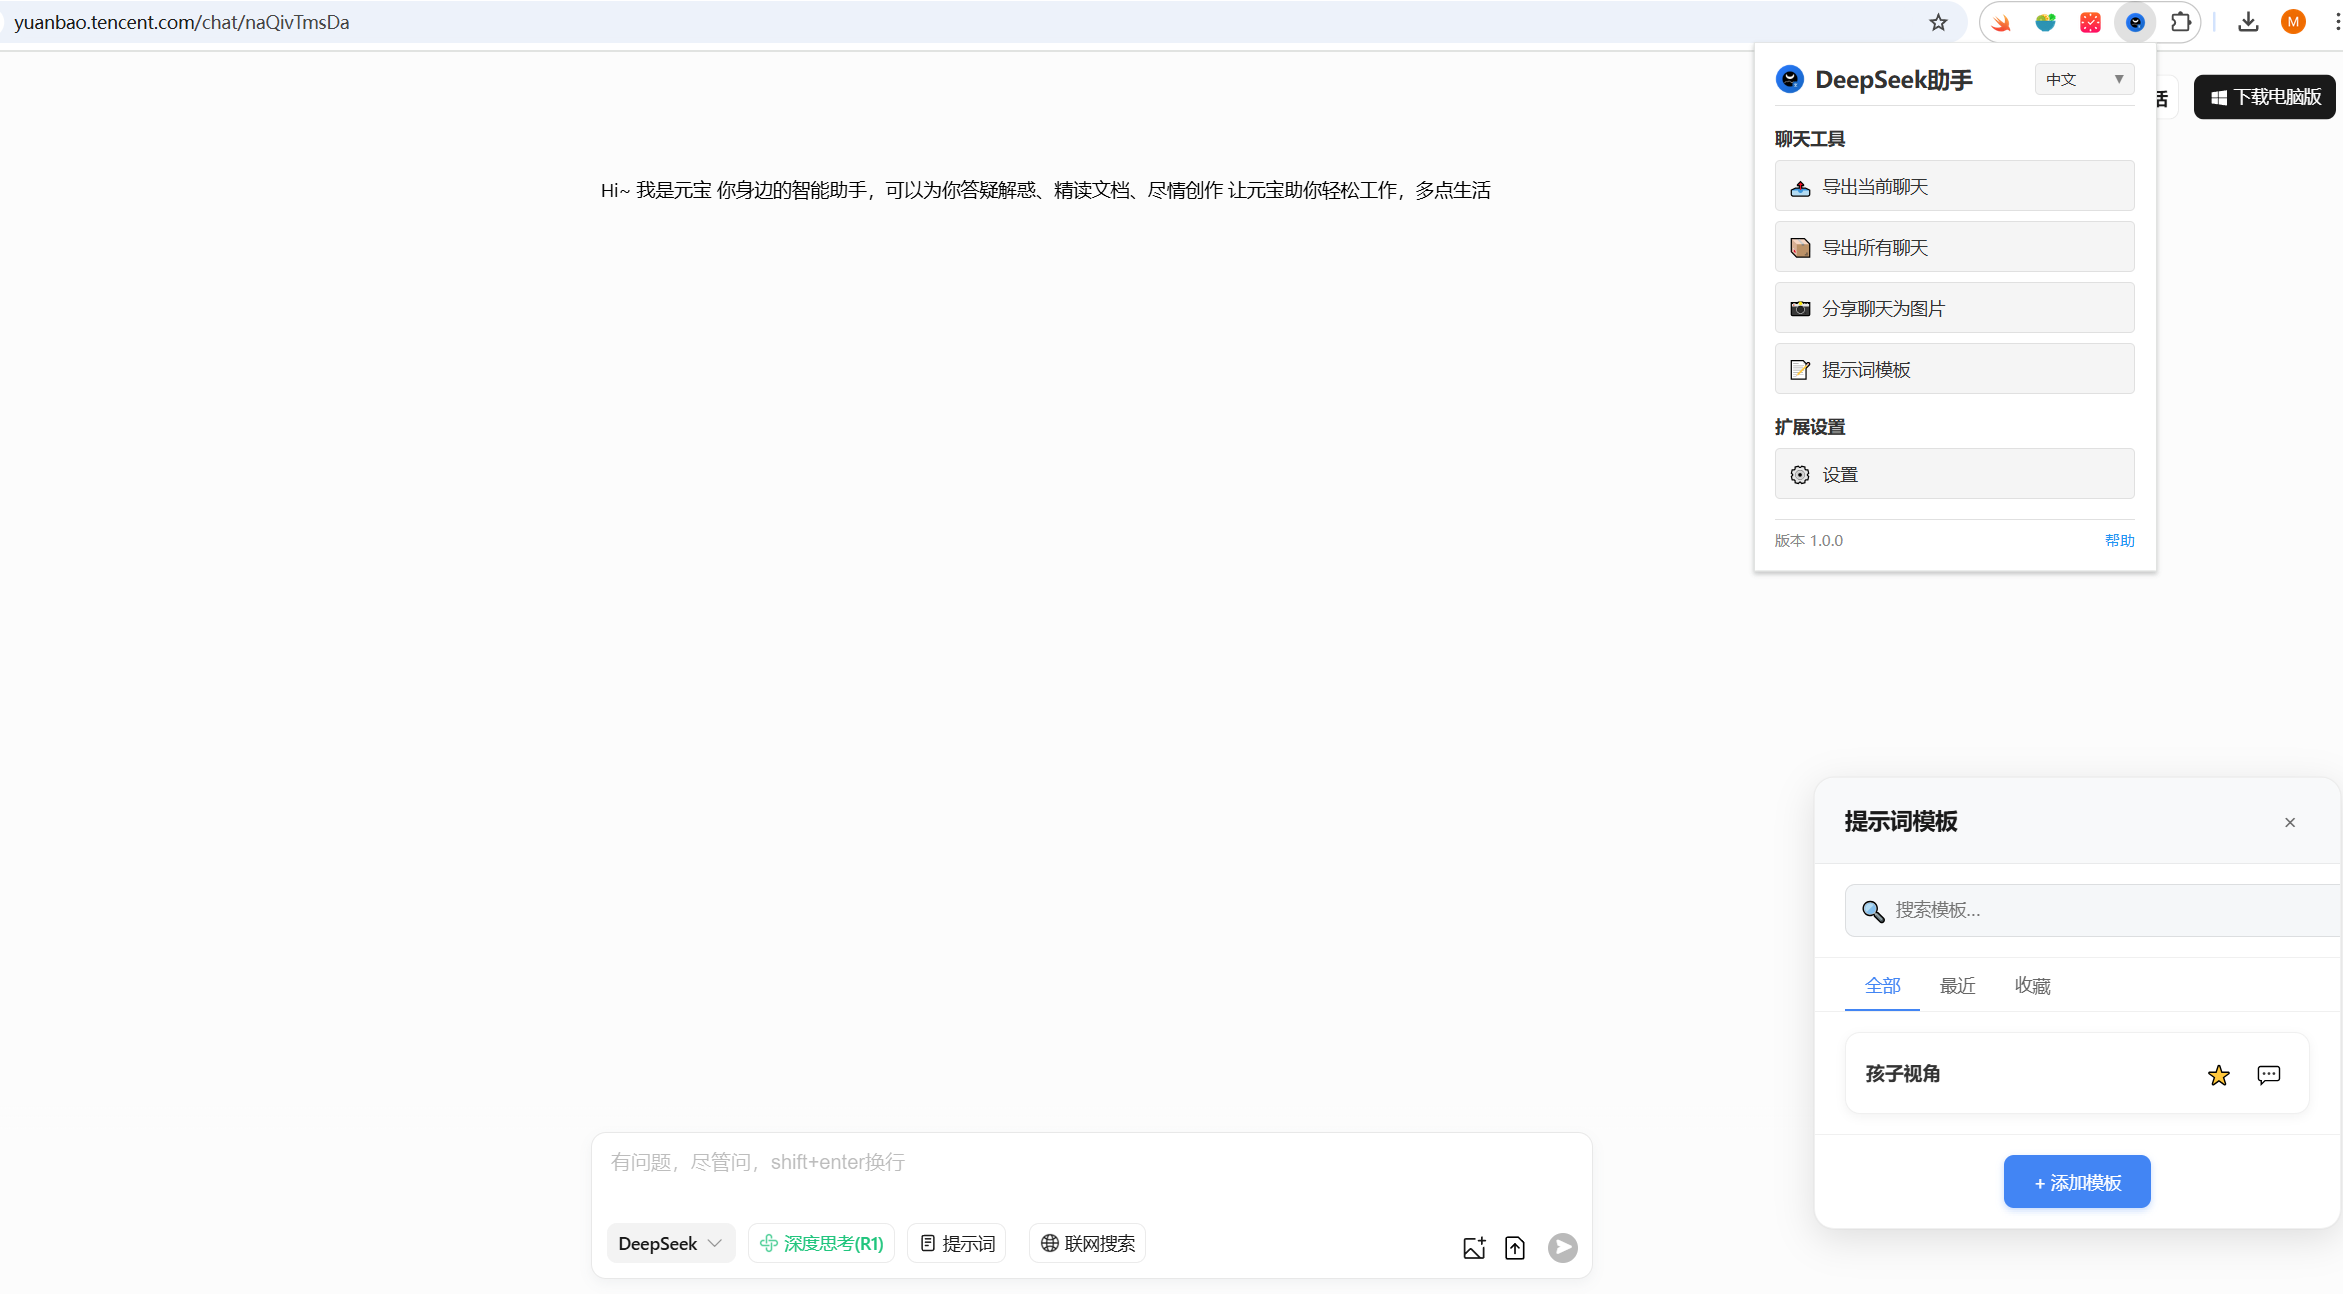 yuanbao.tencent.com/chat/naQivTmsDa
M
DeepSeek助手
中文
下载电脑版
聊天工具
导出当前聊天
导出所有聊天
分享聊天为图片
提示词模板
扩展设置
设置
版本 1.0.0
帮助
Hi~ 我是元宝 你身边的智能助手，可以为你答疑解惑、精读文档、尽情创作 让元宝助你轻松工作，多点生活
提示词模板
×
搜索模板...
全部 最近 收藏
孩子视角
+ 添加模板
有问题，尽管问，shift+enter换行
DeepSeek 深度思考(R1) 提示词 联网搜索